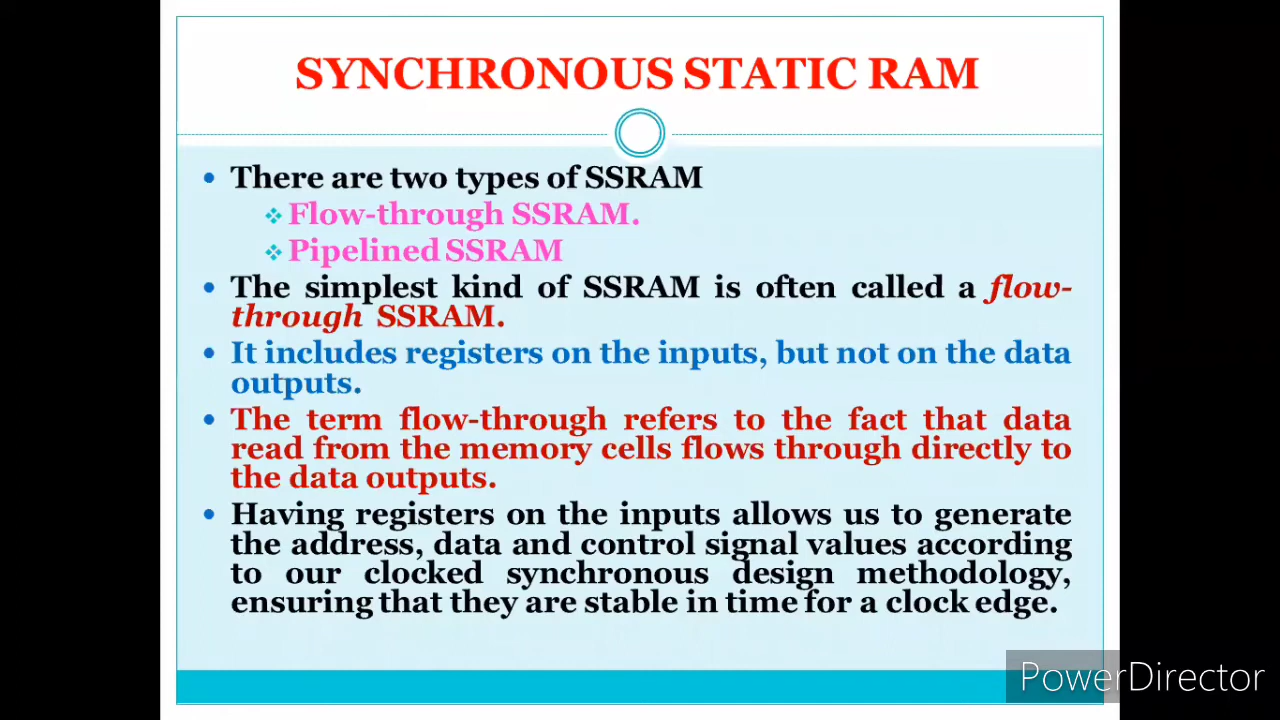 SYNCHRONOUS STATIC RAM
There are two types of SSRAM
Flow-through SSRAM.
Pipelined SSRAM
The simplest kind of SSRAM is often called a flow-
through SSRAM.
It includes registers on the inputs, but not on the data
outputs.
The term flow-through refers to the fact that data
read from the memory cells flows through directly to
the data outputs.
Having registers on the inputs allows us to generate
the address, data and control signal values according
to our clocked synchronous design methodology,
ensuring that they are stable in time for a clock edge.
PowerDirector